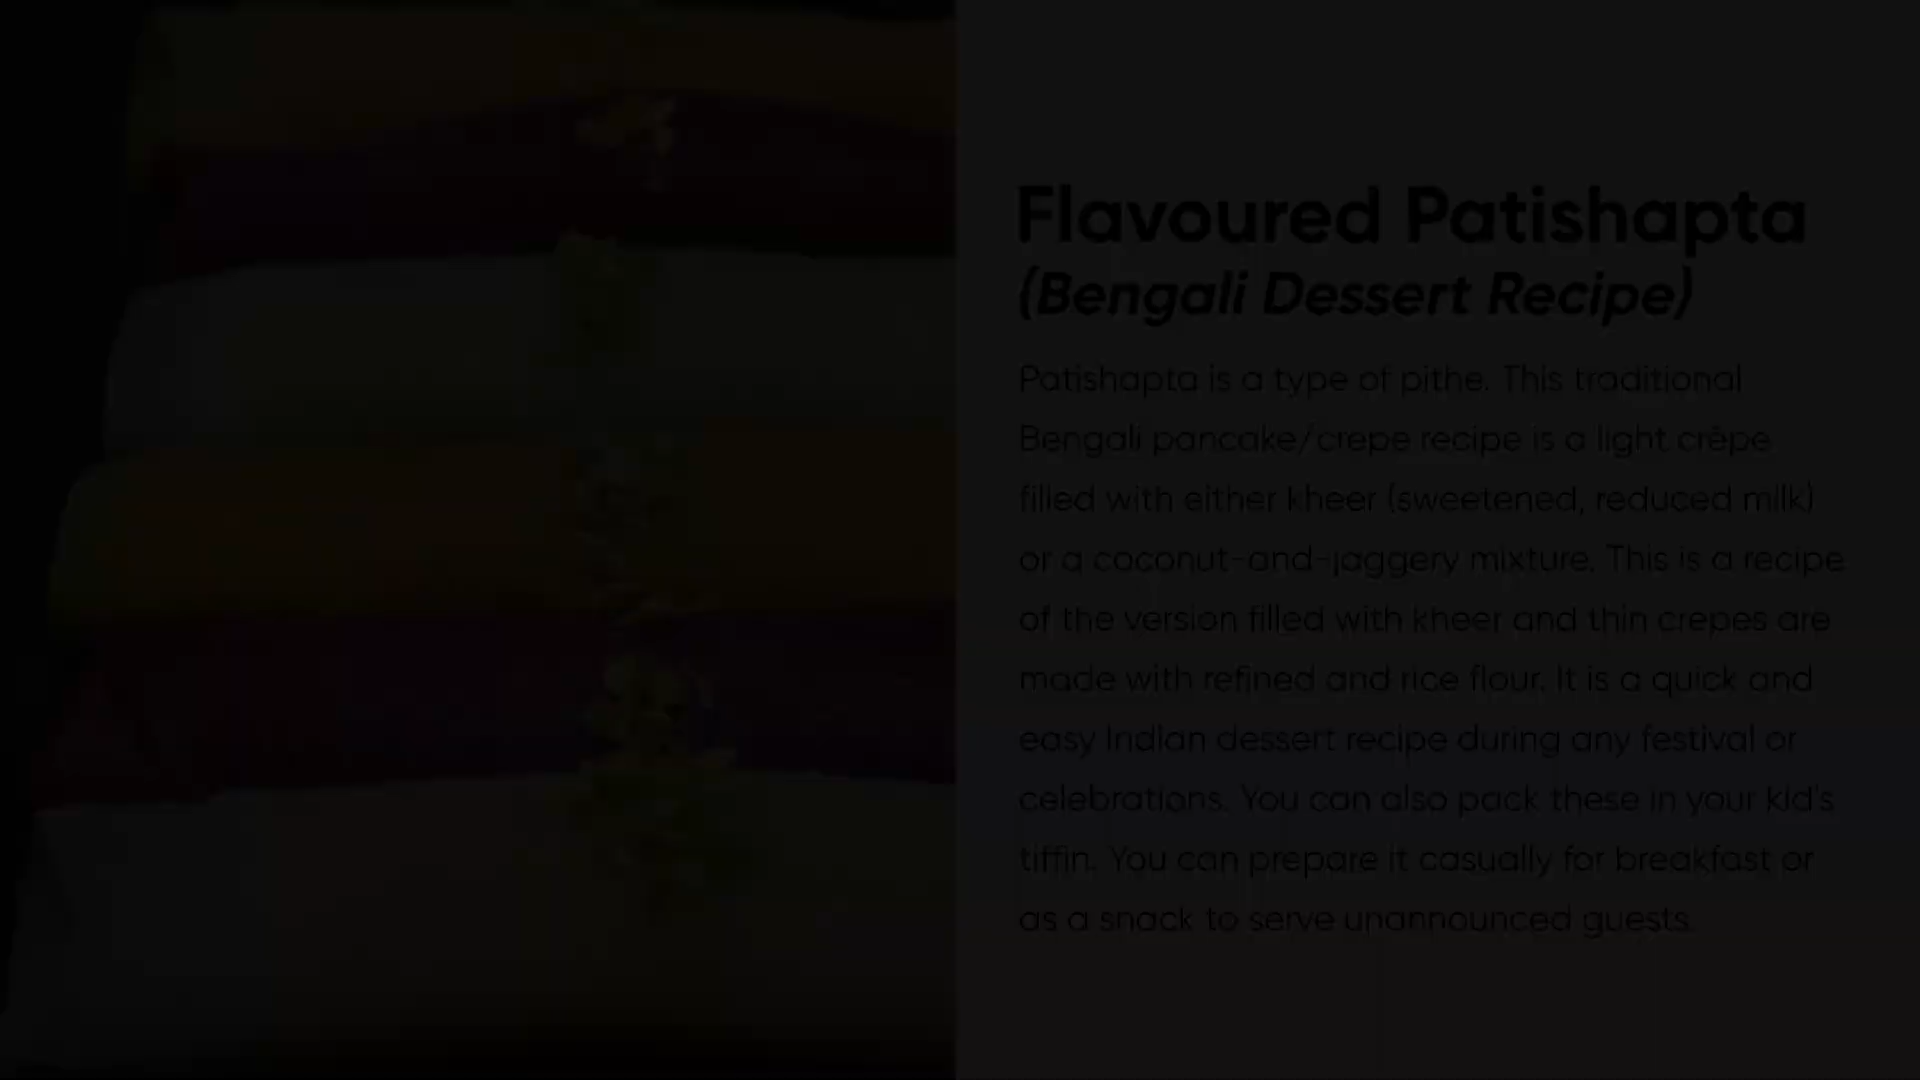 Flavoured Patishapta
(Bengali Dessert Recipe)
Patishapta is a type of pithe. This traditional
Bengali pancake/crepe recipe is a light crêpe
filled with either kheer (sweetened, reduced milk)
or a coconut-and-jaggery mixture. This is a recipe
of the version filled with kheer and thin crepes are
made with refined and rice flour. It is a quick and
easy Indian dessert recipe during any festival or
celebrations. You can also pack these in your kid's
tiffin. You can prepare it casually for breakfast or
as a snack to serve unannounced guests.